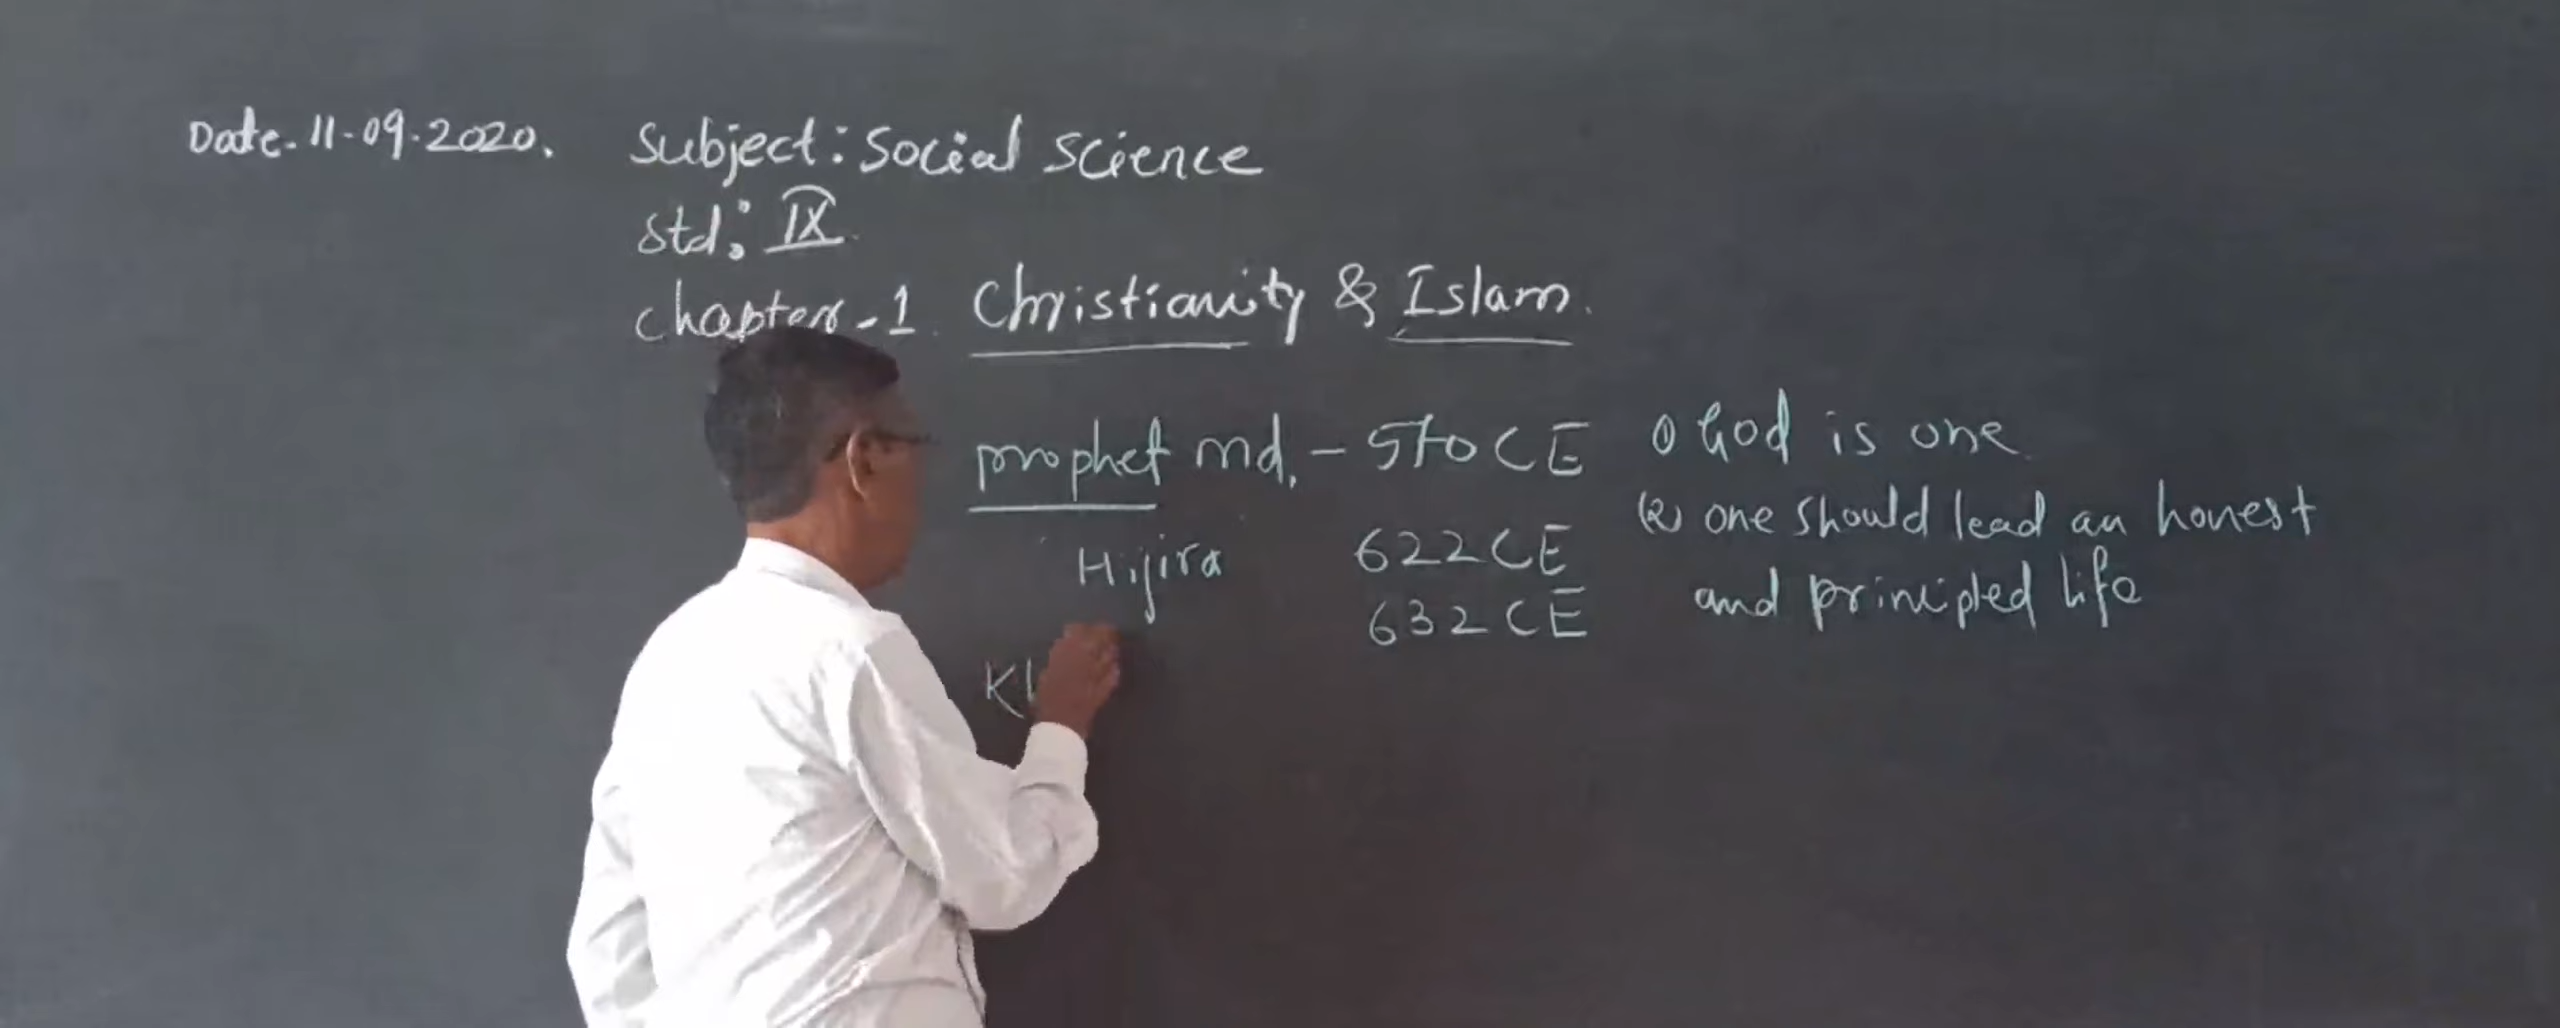 Date. 11-09-2020.
Subject: Social Science
Std: IX
Chapter-1. Christianity & Islam.
Prophet Md. - 570 CE
Hijira 622 CE
632 CE
(1) God is one
(2) one should lead an honest
and principled life